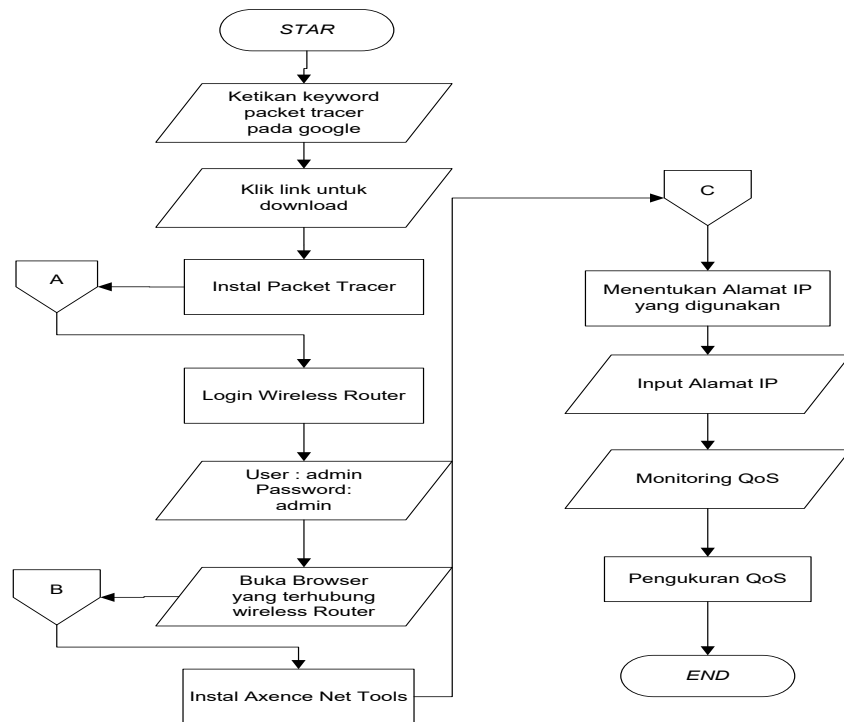 STAR
Ketikan keyword
packet tracer
pada google
Klik link untuk
download
Instal Packet Tracer
A
Login Wireless Router
User : admin
Password:
admin
Buka Browser
yang terhubung
wireless Router
B
Instal Axence Net Tools
C
Menentukan Alamat IP
yang digunakan
Input Alamat IP
Monitoring QoS
Pengukuran QoS
END